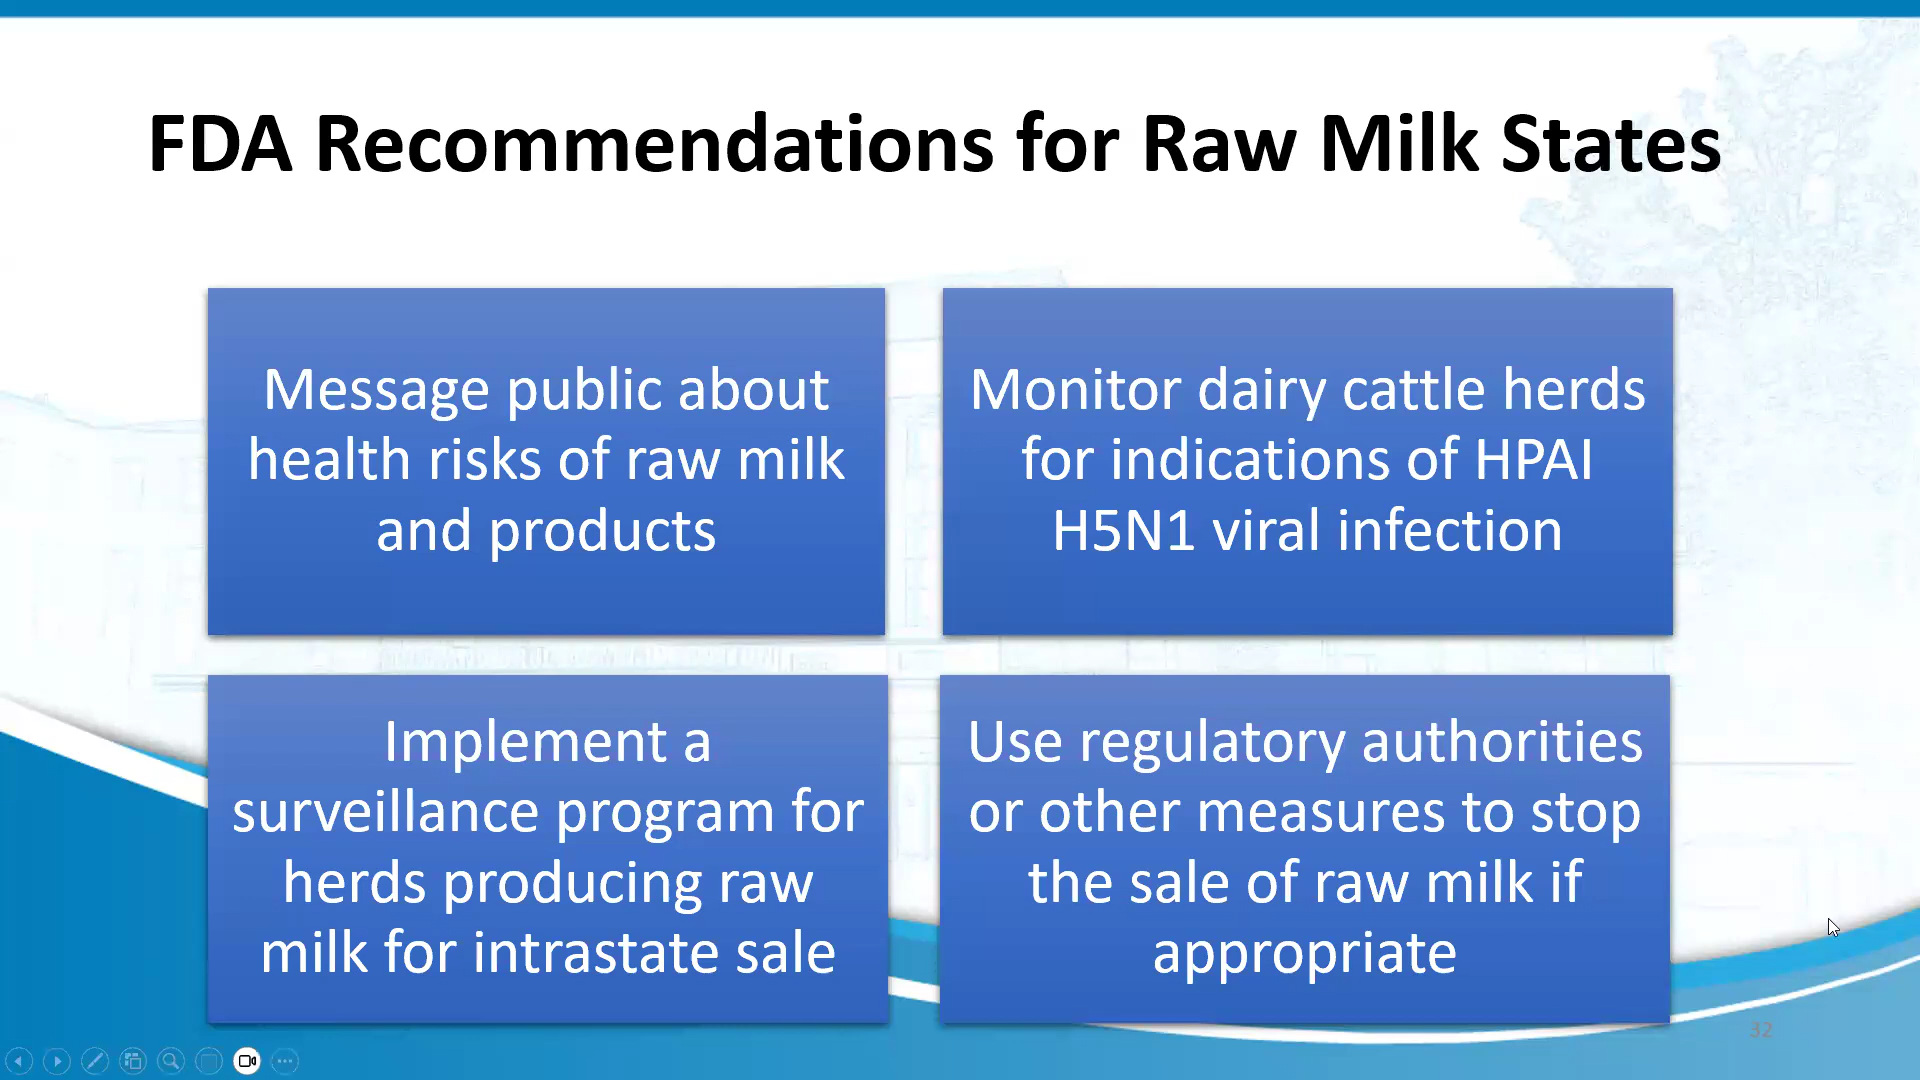 FDA Recommendations for Raw Milk States
Message public about
health risks of raw milk
and products
Monitor dairy cattle herds
for indications of HPAI
H5N1 viral infection
Implement a
surveillance program for
herds producing raw
milk for intrastate sale
Use regulatory authorities
or other measures to stop
the sale of raw milk if
appropriate
32